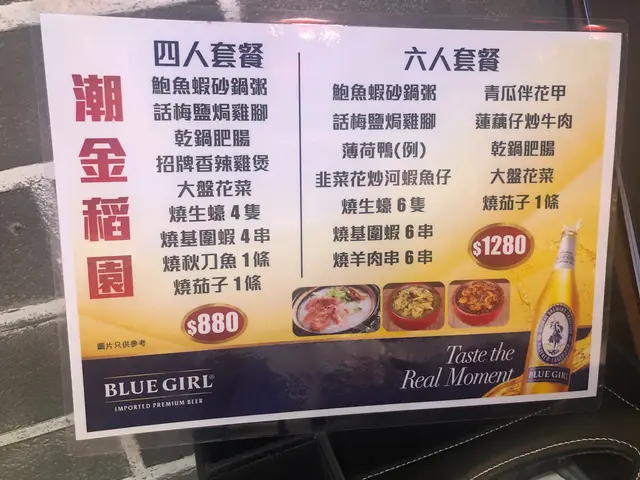 潮金稻園
四人套餐
鮑魚蝦砂鍋粥
話梅鹽焗雞腳
乾鍋肥腸
招牌香辣雞煲
大盤花菜
燒生蠔 4 隻
燒基圍蝦 4 串
燒秋刀魚 1 條
燒茄子 1 條
$880
圖片只供參考
六人套餐
鮑魚蝦砂鍋粥
話梅鹽焗雞腳
薄荷鴨(例)
韭菜花炒河蝦魚仔
燒生蠔 6 隻
燒基圍蝦 6 串
燒羊肉串 6 串
青瓜伴花甲
蓮藕仔炒牛肉
乾鍋肥腸
大盤花菜
燒茄子 1 條
$1280
BLUE GIRL®
IMPORTED PREMIUM BEER
Taste the
Real Moment
BLUE GIRL